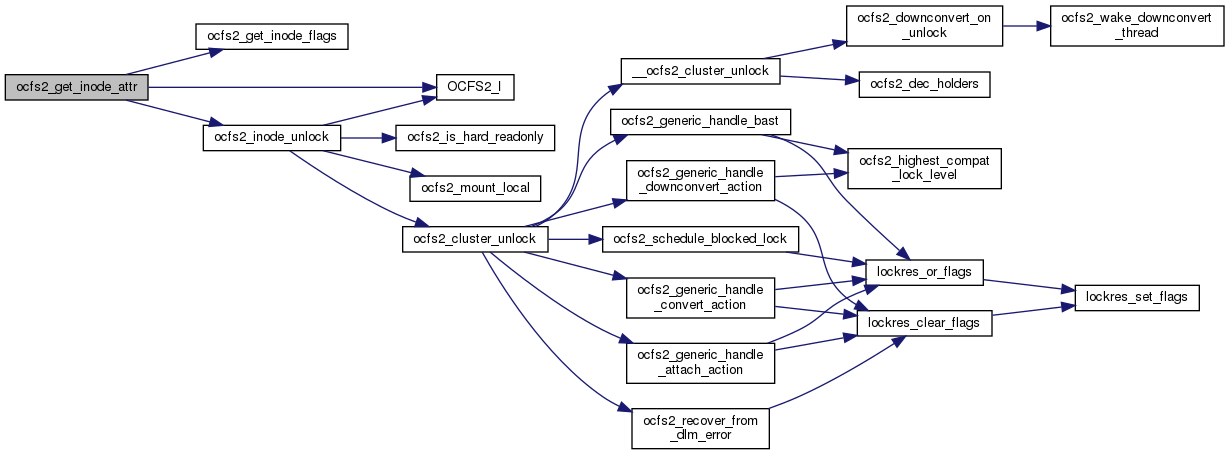 ocfs2_get_inode_attr
ocfs2_get_inode_flags
OCFS2_I
ocfs2_inode_unlock
ocfs2_is_hard_readonly
ocfs2_mount_local
ocfs2_cluster_unlock
__ocfs2_cluster_unlock
ocfs2_downconvert_on
_unlock
ocfs2_wake_downconvert
_thread
ocfs2_dec_holders
ocfs2_generic_handle_bast
ocfs2_highest_compat
_lock_level
ocfs2_generic_handle
_downconvert_action
ocfs2_schedule_blocked_lock
lockres_or_flags
ocfs2_generic_handle
_convert_action
lockres_set_flags
lockres_clear_flags
ocfs2_generic_handle
_attach_action
ocfs2_recover_from
_dlm_error